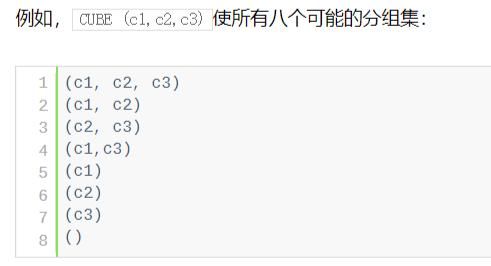 例如，CUBE (c1,c2,c3)使所有八个可能的分组集：
1 (c1, c2, c3)
2 (c1, c2)
3 (c2, c3)
4 (c1,c3)
5 (c1)
6 (c2)
7 (c3)
8 ()